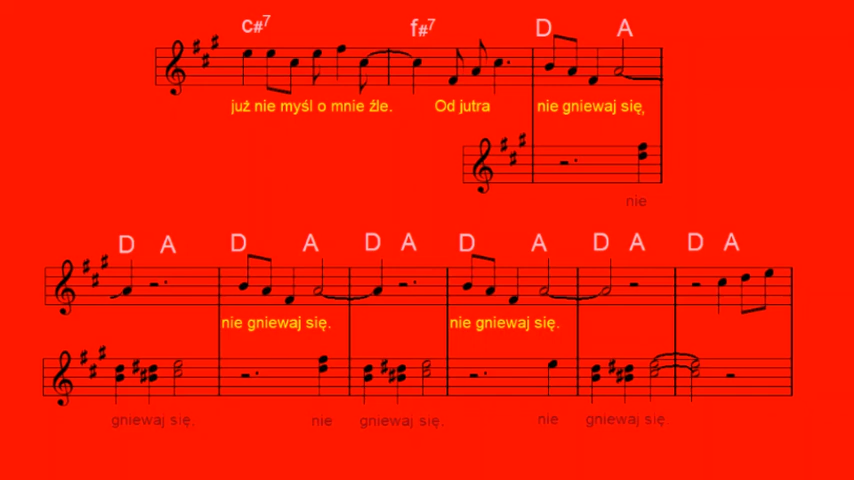 c#7 f#7 D A
już nie myśl o mnie źle. Od jutra nie gniewaj się,
nie
D A D A D A D A D A D A
nie gniewaj się. nie gniewaj się.
gniewaj się. nie gniewaj się. nie gniewaj się.